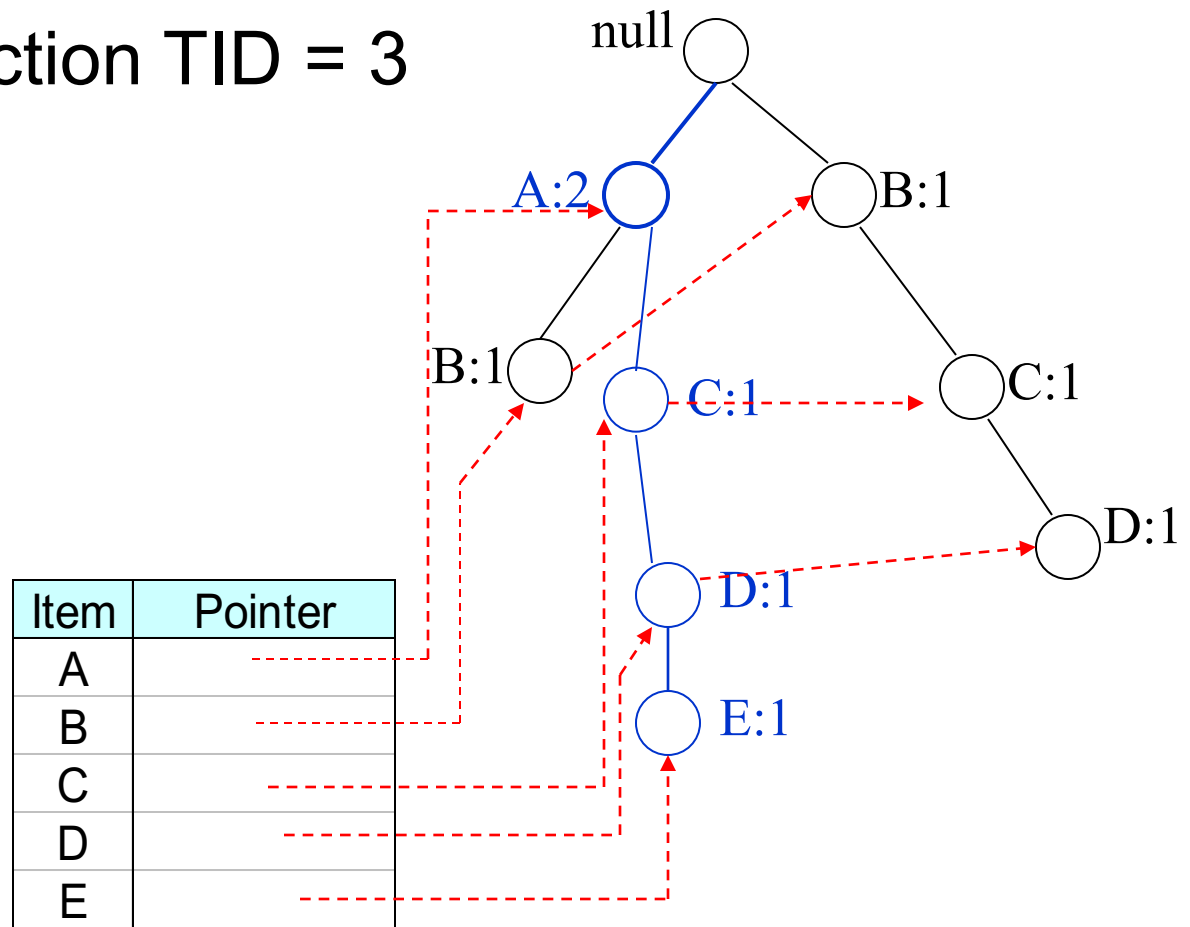 ction TID = 3
null
A:2
B:1
B:1
C:1
C:1
D:1
D:1
E:1
Item Pointer
A
B
C
D
E